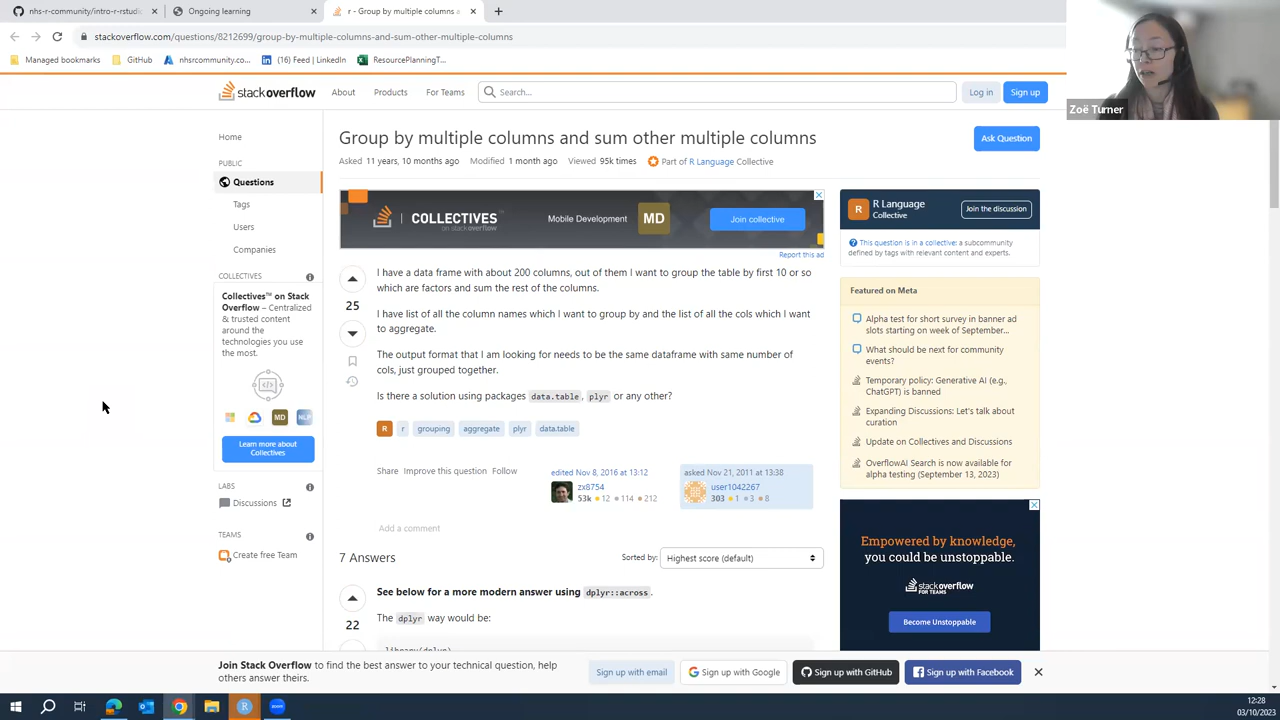 nhs-r-community/intro-r-rstudi
Ongoing learning
r - Group by multiple columns a
stackoverflow.com/questions/8212699/group-by-multiple-columns-and-sum-other-multiple-columns
Managed bookmarks
GitHub
nhsrcommunity.co...
(16) Feed | LinkedIn
ResourcePlanningT...
Zoë Turner
stackoverflow
About
Products
For Teams
Search...
Log in
Sign up
Home
PUBLIC
Questions
Tags
Users
Companies
COLLECTIVES
Collectives™ on Stack
Overflow – Centralized
& trusted content
around the
technologies you use
the most.
MD
NLP
Learn more about
Collectives
LABS
Discussions
TEAMS
Create free Team
Group by multiple columns and sum other multiple columns
Ask Question
Asked 11 years, 10 months ago Modified 1 month ago Viewed 95k times Part of R Language Collective
COLLECTIVES
on stackoverflow
Mobile Development
MD
Join collective
Report this ad
25
I have a data frame with about 200 columns, out of them I want to group the table by first 10 or so
which are factors and sum the rest of the columns.
I have list of all the column names which I want to group by and the list of all the cols which I want
to aggregate.
The output format that I am looking for needs to be the same dataframe with same number of
cols, just grouped together.
Is there a solution using packages data.table, plyr or any other?
R
r
grouping
aggregate
plyr
data.table
Share Improve this question Follow
edited Nov 8, 2016 at 13:12
zx8754
53k 12 114 212
asked Nov 21, 2011 at 13:38
user1042267
303 1 3 8
Add a comment
7 Answers
Sorted by:
Highest score (default)
22
See below for a more modern answer using dplyr::across.
The dplyr way would be:
library(dplyr)
R
R Language
Collective
Join the discussion
This question is in a collective: a subcommunity
defined by tags with relevant content and experts.
Featured on Meta
Alpha test for short survey in banner ad
slots starting on week of September...
What should be next for community
events?
Temporary policy: Generative AI (e.g.,
ChatGPT) is banned
Expanding Discussions: Let's talk about
curation
Update on Collectives and Discussions
OverflowAI Search is now available for
alpha testing (September 13, 2023)
Empowered by knowledge,
you could be unstoppable.
stackoverflow
FOR TEAMS
Become Unstoppable
Join Stack Overflow to find the best answer to your technical question, help
others answer theirs.
Sign up with email
Sign up with Google
Sign up with GitHub
Sign up with Facebook
12:28
03/10/2023